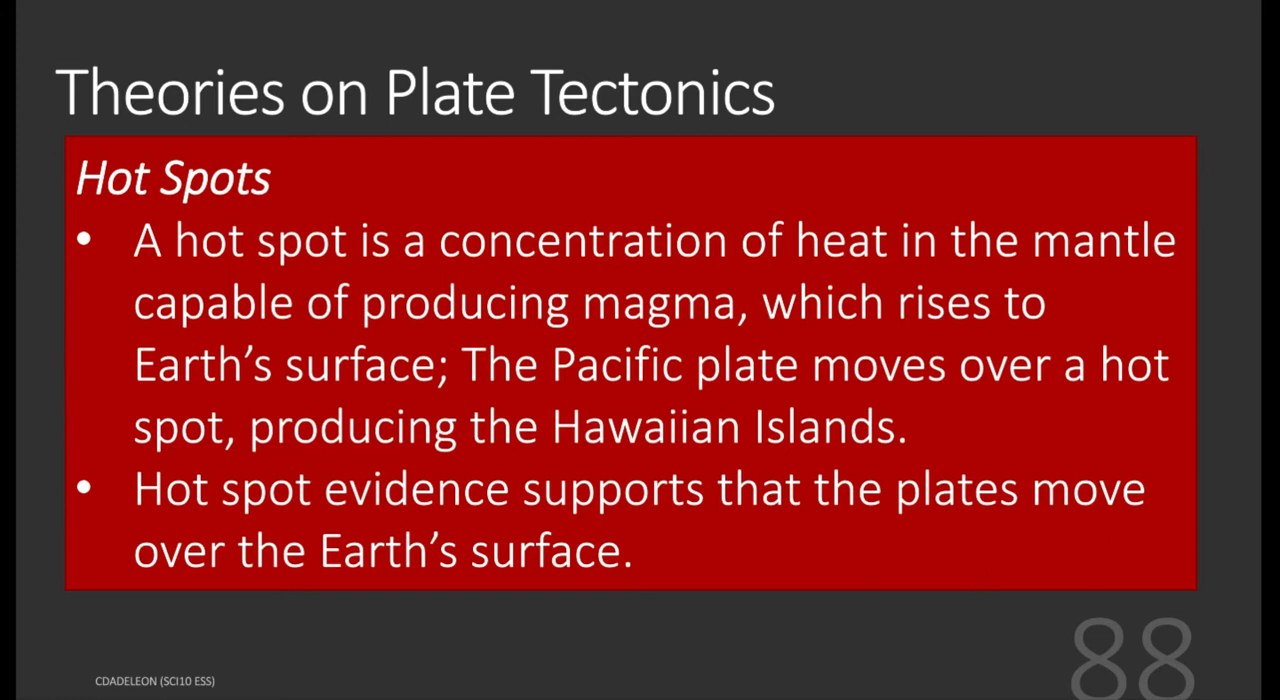 Theories on Plate Tectonics
Hot Spots
• A hot spot is a concentration of heat in the mantle
capable of producing magma, which rises to
Earth’s surface; The Pacific plate moves over a hot
spot, producing the Hawaiian Islands.
• Hot spot evidence supports that the plates move
over the Earth’s surface.
CDADELEON (SCI10 ESS)
88